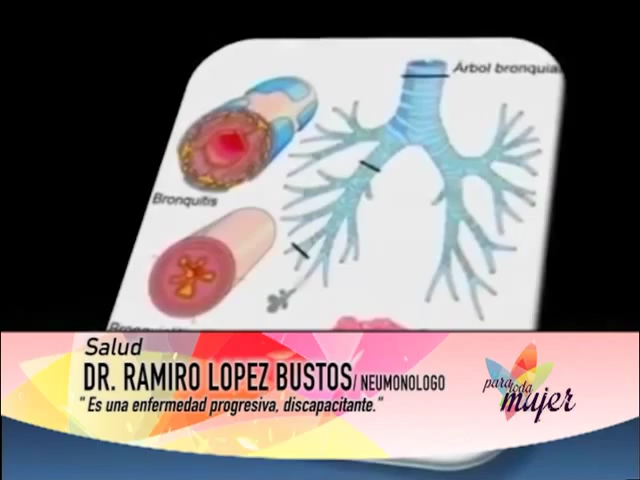 Árbol bronquial
Bronquitis
Salud
DR. RAMIRO LOPEZ BUSTOS/ NEUMONOLOGO
" Es una enfermedad progresiva, discapacitante."
para
toda
mujer